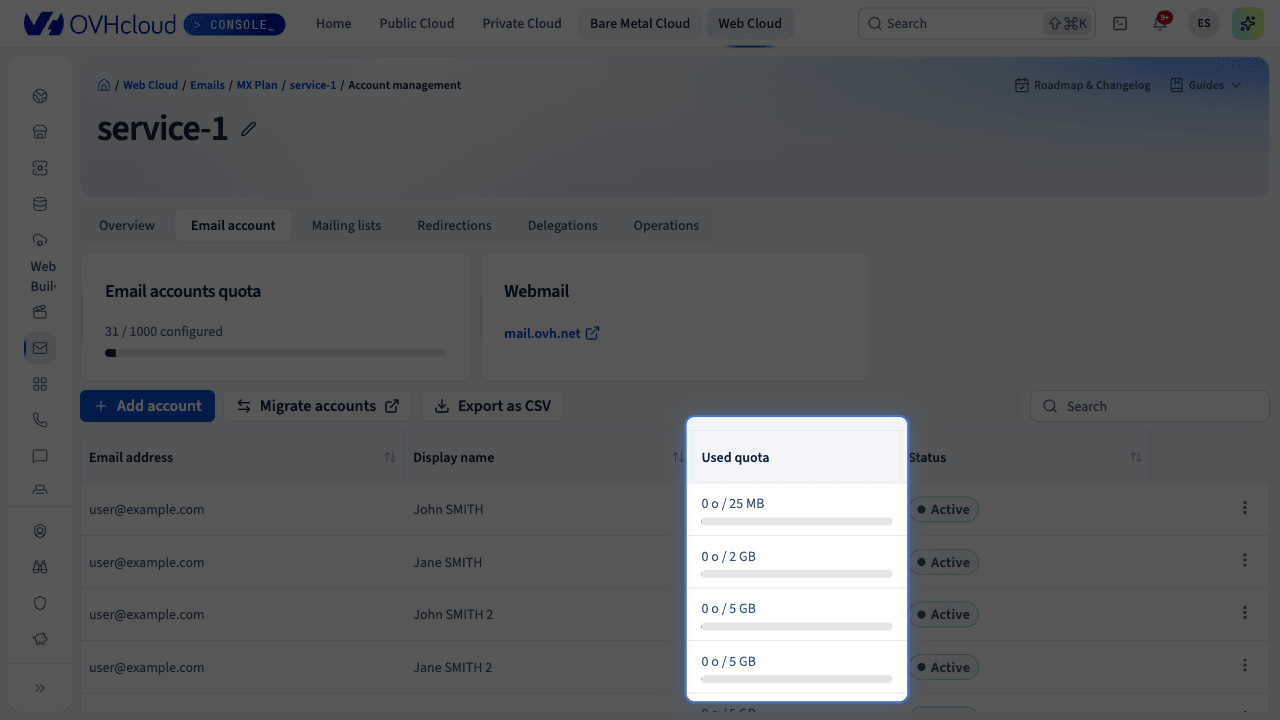 OVHcloud > CONSOLE_ Home Public Cloud Private Cloud Bare Metal Cloud Web Cloud Search ⇧⌘K 9+ ES
/ Web Cloud / Emails / MX Plan / service-1 / Account management Roadmap & Changelog Guides
service-1
Overview Email account Mailing lists Redirections Delegations Operations
Web
Buil
Email accounts quota Webmail
31 / 1000 configured mail.ovh.net
+ Add account Migrate accounts Export as CSV Search
Email address Display name Used quota Status
user@example.com John SMITH 0 o / 25 MB Active
user@example.com Jane SMITH 0 o / 2 GB Active
user@example.com John SMITH 2 0 o / 5 GB Active
user@example.com Jane SMITH 2 0 o / 5 GB Active
0 o / 5 GB